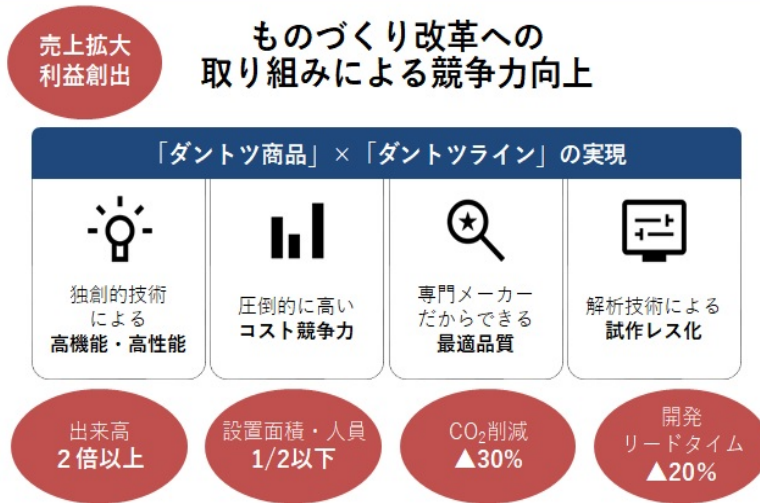 売上拡大
利益創出
ものづくり改革への
取り組みによる競争力向上
「ダントツ商品」×「ダントツライン」の実現
独創的技術
による
高機能・高性能
圧倒的に高い
コスト競争力
専門メーカー
だからできる
最適品質
解析技術による
試作レス化
出来高
2倍以上
設置面積・人員
1/2以下
CO₂削減
▲30%
開発
リードタイム
▲20%